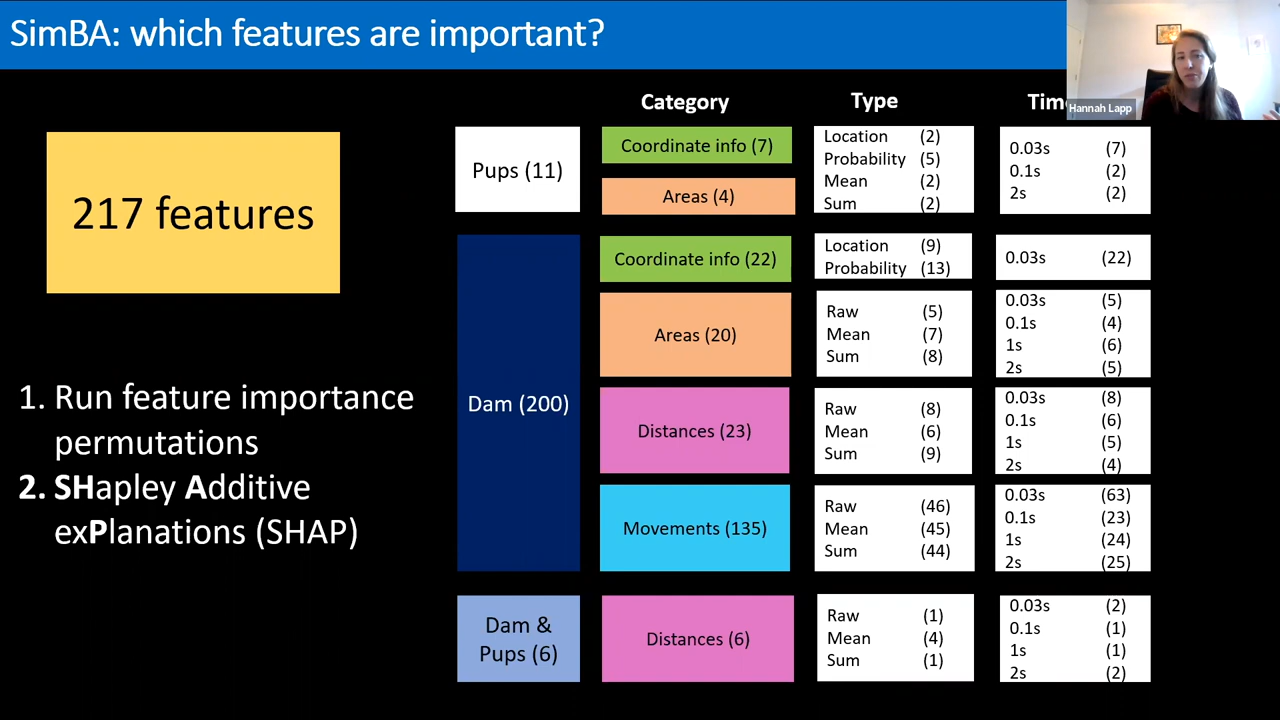 SimBA: which features are important?
Hannah Lapp
217 features
1. Run feature importance
permutations
2. SHapley Additive
exPlanations (SHAP)
Category
Type
Pups (11)
Coordinate info (7)
Areas (4)
Location (2)
Probability (5)
Mean (2)
Sum (2)
0.03s (7)
0.1s (2)
2s (2)
Dam (200)
Coordinate info (22)
Location (9)
Probability (13)
0.03s (22)
Areas (20)
Raw (5)
Mean (7)
Sum (8)
0.03s (5)
0.1s (4)
1s (6)
2s (5)
Distances (23)
Raw (8)
Mean (6)
Sum (9)
0.03s (8)
0.1s (6)
1s (5)
2s (4)
Movements (135)
Raw (46)
Mean (45)
Sum (44)
0.03s (63)
0.1s (23)
1s (24)
2s (25)
Dam &
Pups (6)
Distances (6)
Raw (1)
Mean (4)
Sum (1)
0.03s (2)
0.1s (1)
1s (1)
2s (2)